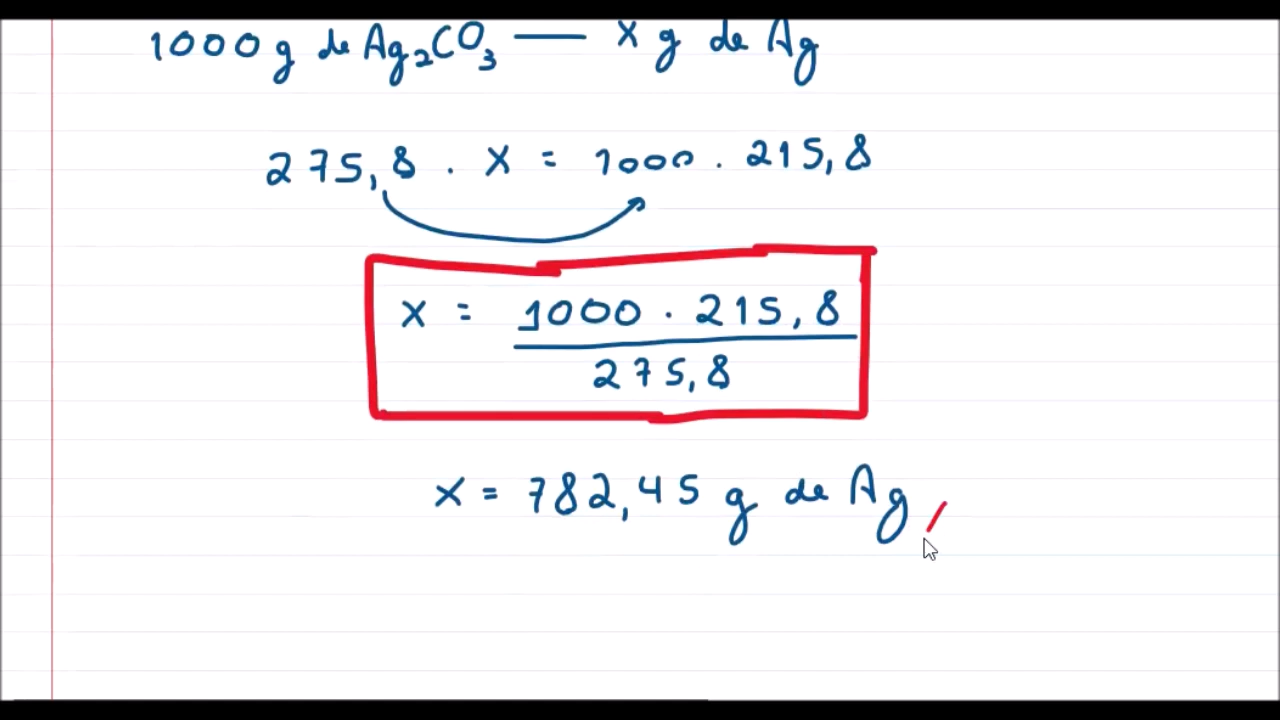 1000 g de Ag₂CO₃ — x g de Ag
275,8 . x = 1000 . 215,8
x = 1000 . 215,8
275,8
x = 782,45 g de Ag